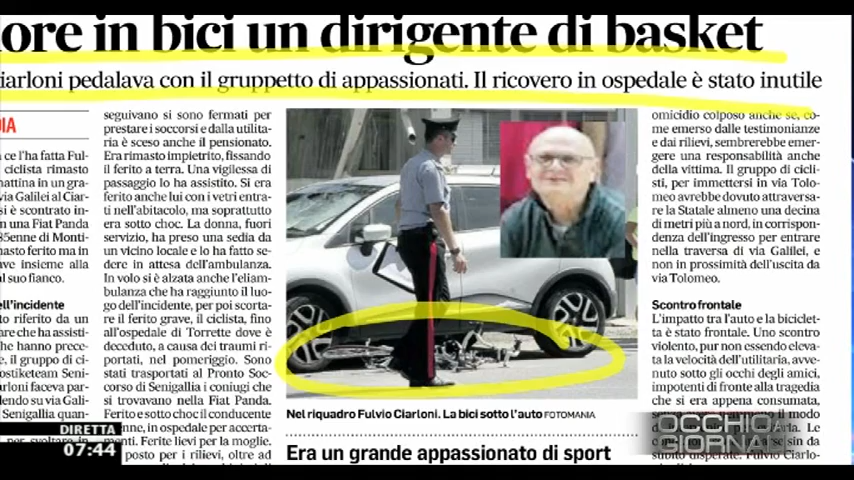 ore in bici un dirigente di basket
iarloni pedalava con il gruppetto di appassionati. Il ricovero in ospedale è stato inutile
DIA
ce l'ha fatta Ful-
ciclista rimasto
nattina in un gra-
via Galilei al Ciar-
si è scontrato in-
n una Fiat Panda
85enne di Monti-
asto ferito ma in
ave insieme alla
al suo fianco.
ell'incidente
to riferito da un
are che ha assisti-
che hanno prece-
e, il gruppo di ci-
ostiketeam Seni-
arloni faceva par-
dendo su via Gali-
Senigallia quan-
per svoltare in
seguivano si sono fermati per
prestare i soccorsi e dalla utilita-
ria è sceso anche il pensionato.
Era rimasto impietrito, fissando
il ferito a terra. Una vigilessa di
passaggio lo ha assistito. Si era
ferito anche lui con i vetri entra-
ti nell'abitacolo, ma soprattutto
era sotto choc. La donna, fuori
servizio, ha preso una sedia da
un vicino locale e lo ha fatto se-
dere in attesa dell'ambulanza.
In volo si è alzata anche l'eliam-
bulanza che ha raggiunto il luo-
go dell'incidente, per poi scorta-
re il ferito grave, il ciclista, fino
all'ospedale di Torrette dove è
deceduto, a causa dei traumi ri-
portati, nel pomeriggio. Sono
stati trasportati al Pronto Soc-
corso di Senigallia i coniugi che
si trovavano nella Fiat Panda.
Ferito e sotto choc il conducente
enne, in ospedale per accerta-
menti. Ferite lievi per la moglie.
posto per i rilievi, oltre ad
Nel riquadro Fulvio Ciarloni. La bici sotto l'auto FOTOMANIA
Era un grande appassionato di sport
omicidio colposo anche se, co-
me emerso dalle testimonianze
e dai rilievi, sembrerebbe emer-
gere una responsabilità anche
della vittima. Il gruppo di cicli-
sti, per immettersi in via Tolo-
meo avrebbe dovuto attraversa-
re la Statale almeno una decina
di metri più a nord, in corrispon-
denza dell'ingresso per entrare
nella traversa di via Galilei, e
non in prossimità dell'uscita da
via Tolomeo.
Scontro frontale
L'impatto tra l'auto e la biciclet-
ta è stato frontale. Uno scontro
violento, pur non essendo eleva-
ta la velocità dell'utilitaria, avve-
nuto sotto gli occhi degli amici,
impotenti di fronte alla tragedia
che si era appena consumata,
DIRETTA
07:44
OCCHIO AI
GIORNALI